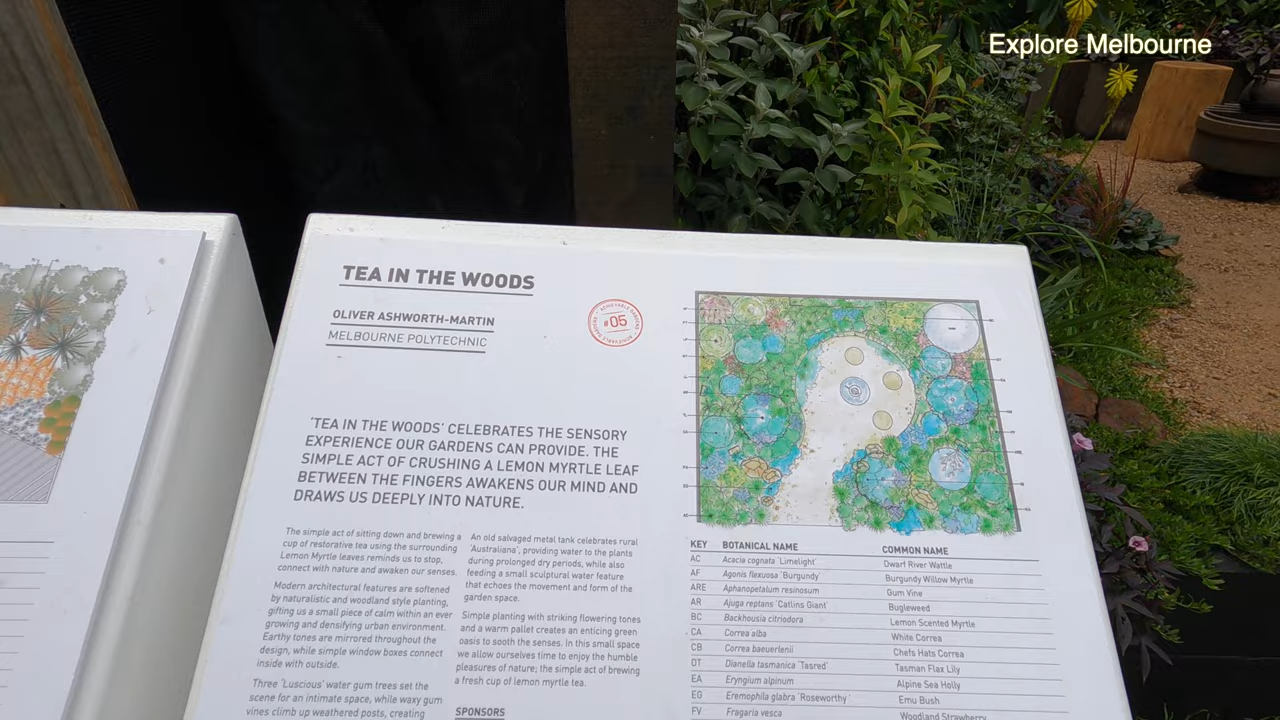 Explore Melbourne
TEA IN THE WOODS
OLIVER ASHWORTH-MARTIN
MELBOURNE POLYTECHNIC
ACHIEVABLE GARDENS
#05
'TEA IN THE WOODS' CELEBRATES THE SENSORY
EXPERIENCE OUR GARDENS CAN PROVIDE. THE
SIMPLE ACT OF CRUSHING A LEMON MYRTLE LEAF
BETWEEN THE FINGERS AWAKENS OUR MIND AND
DRAWS US DEEPLY INTO NATURE.
The simple act of sitting down and brewing a
cup of restorative tea using the surrounding
Lemon Myrtle leaves reminds us to stop,
connect with nature and awaken our senses.
Modern architectural features are softened
by naturalistic and woodland style planting,
gifting us a small piece of calm within an ever
growing and densifying urban environment.
Earthy tones are mirrored throughout the
design, while simple window boxes connect
inside with outside.
Three 'Luscious' water gum trees set the
scene for an intimate space, while waxy gum
vines climb up weathered posts, creating
An old salvaged metal tank celebrates rural
'Australiana', providing water to the plants
during prolonged dry periods, while also
feeding a small sculptural water feature
that echoes the movement and form of the
garden space.
Simple planting with striking flowering tones
and a warm pallet creates an enticing green
oasis to sooth the senses. In this small space
we allow ourselves time to enjoy the humble
pleasures of nature; the simple act of brewing
a fresh cup of lemon myrtle tea.
SPONSORS
KEY BOTANICAL NAME COMMON NAME
AC Acacia cognata 'Limelight' Dwarf River Wattle
AF Agonis flexuosa 'Burgundy' Burgundy Willow Myrtle
ARE Aphanopetalum resinosum Gum Vine
AR Ajuga reptans 'Catlins Giant' Bugleweed
BC Backhousia citriodora Lemon Scented Myrtle
CA Correa alba White Correa
CB Correa baeuerlenii Chefs Hats Correa
DT Dianella tasmanica 'Tasred' Tasman Flax Lily
EA Eryngium alpinum Alpine Sea Holly
EG Eremophila glabra 'Roseworthy' Emu Bush
FV Fragaria vesca Woodland Strawberry